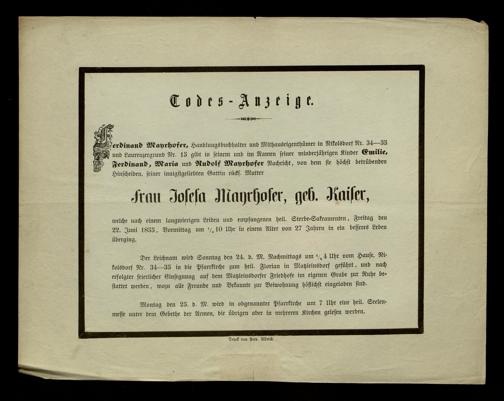 Todes-Anzeige.
Ferdinand Mayrhofer, Handlungsbuchhalter und Mithauseigenthümer in Nikolsdorf Nr. 34—35
und Laurenzergrund Nr. 15 gibt in seinem und im Namen seiner minderjährigen Kinder Emilie,
Ferdinand, Maria und Rudolf Mayrhofer Nachricht, von dem sie höchst betrübenden
Hinscheiden, seiner innigstgeliebten Gattin rücks. Mutter
Frau Josefa Mayrhofer, geb. Kaiser,
welche nach einem langwierigen Leiden und empfangenen heil. Sterbe-Sakramenten, Freitag den
22. Juni 1855, Vormittag um 10 Uhr in einem Alter von 27 Jahren in ein besseres Leben
überging.
Der Leichnam wird Sonntag den 24. d. M. Nachmittags um 4 Uhr vom Hause, Ni-
kolsdorf Nr. 34—35 in die Pfarrkirche zum heil. Florian in Matzleinsdorf geführt, und nach
erfolgter feierlicher Einsegnung auf dem Matzleinsdorfer Friedhofe im eigenen Grabe zur Ruhe be-
stattet werden, wozu alle Freunde und Bekannte zur Beiwohnung höflichst eingeladen sind.
Montag den 25. d. M. wird in obgenannter Pfarrkirche um 7 Uhr eine heil. Seelen-
messe unter dem Gebethe der Armen, die übrigen aber in mehreren Kirchen gelesen werden.
Druck von